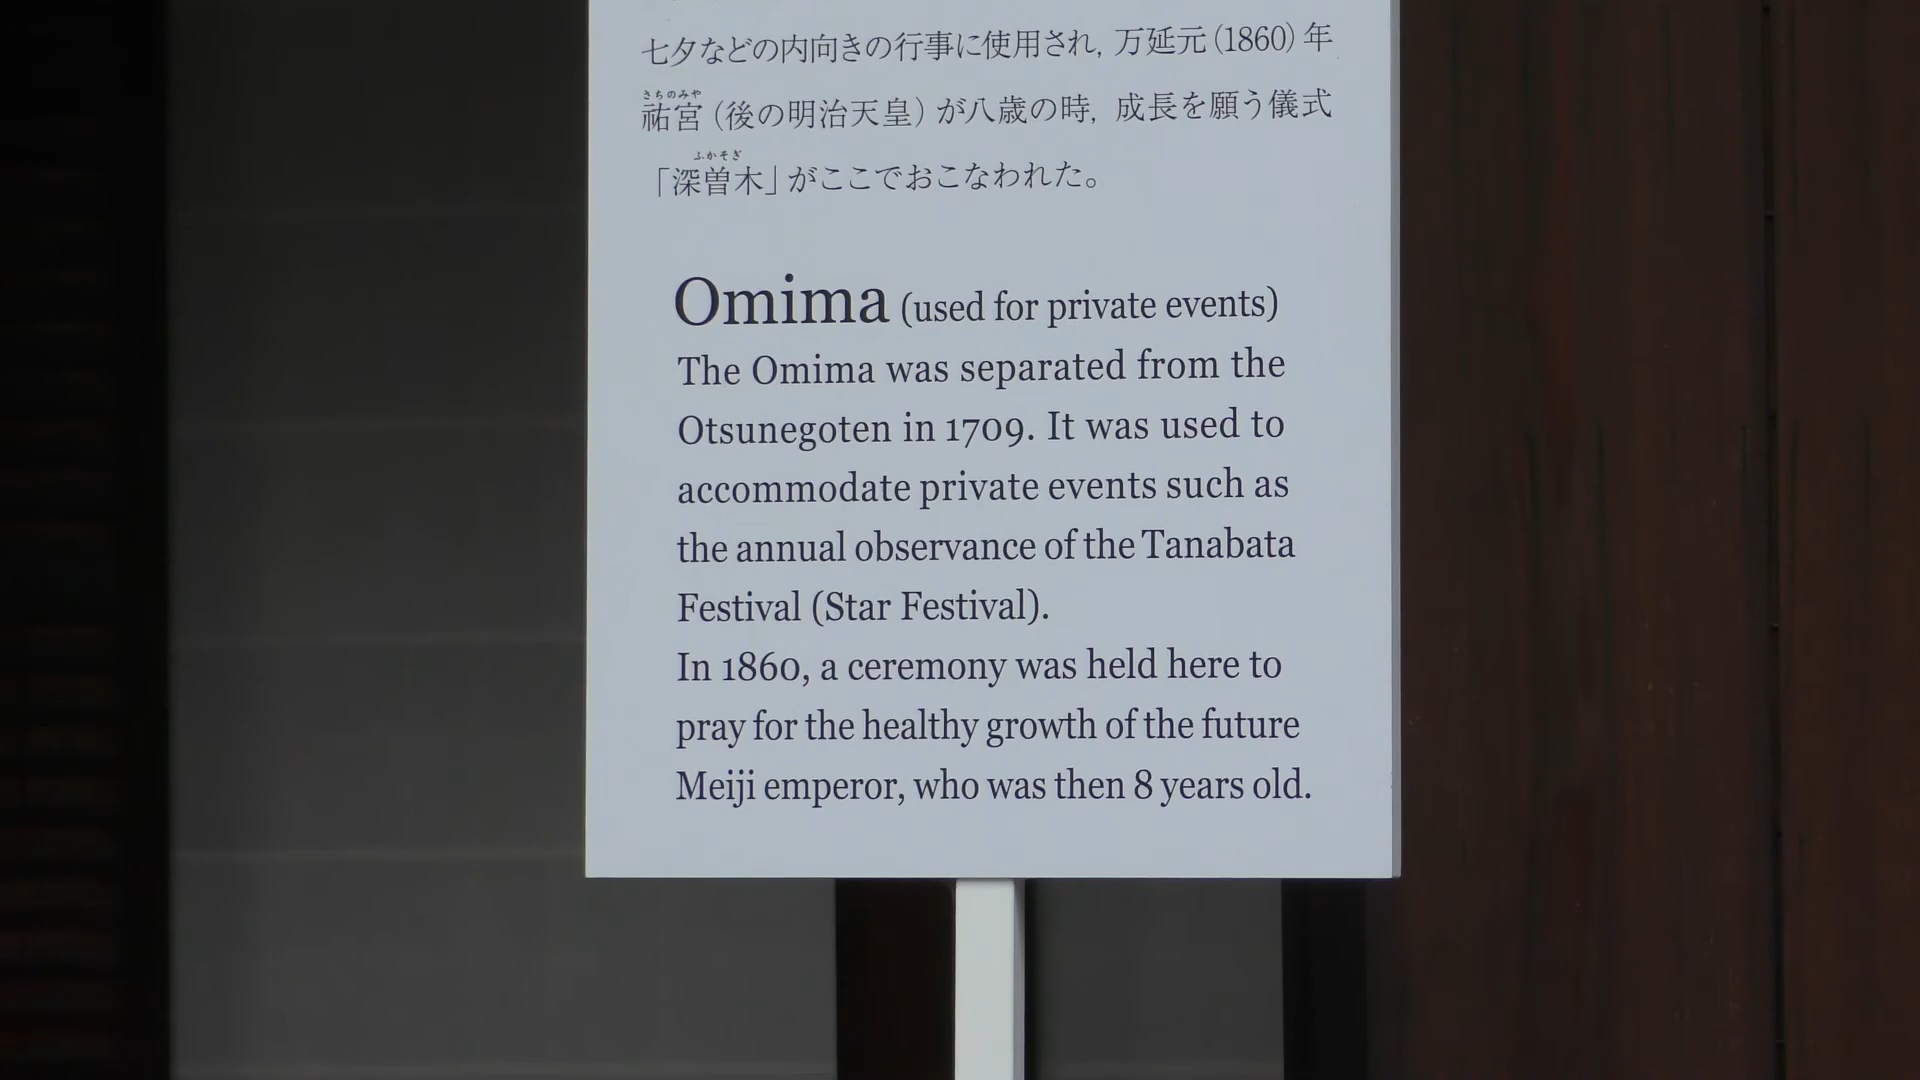 七夕などの内向きの行事に使用され, 万延元(1860)年
さちのみや
祐宮(後の明治天皇)が八歳の時, 成長を願う儀式
ふかそぎ
「深曽木」がここでおこなわれた。
Omima (used for private events)
The Omima was separated from the
Otsunegoten in 1709. It was used to
accommodate private events such as
the annual observance of the Tanabata
Festival (Star Festival).
In 1860, a ceremony was held here to
pray for the healthy growth of the future
Meiji emperor, who was then 8 years old.